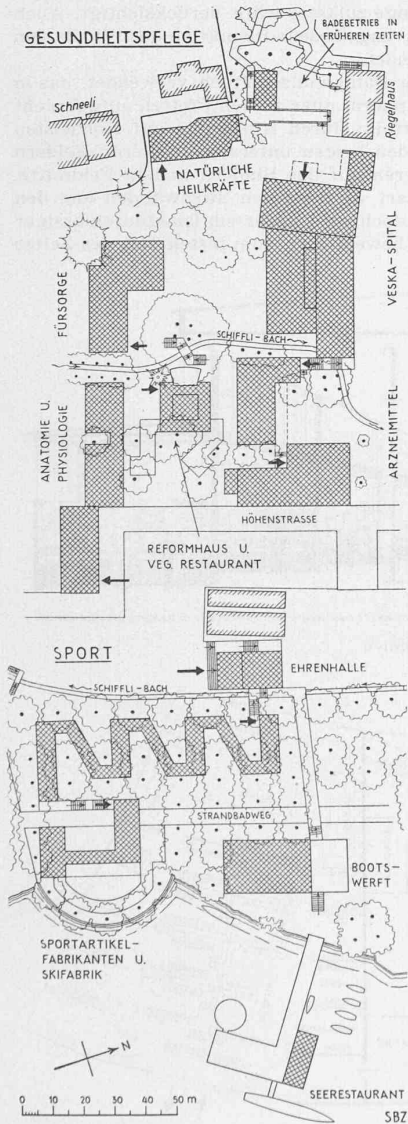 GESUNDHEITSPFLEGE
BADEBETRIEB IN
FRÜHEREN ZEITEN
Schneeli
Riegelhaus
NATÜRLICHE
HEILKRÄFTE
VESKA-SPITAL
FÜRSORGE
SCHIFFLI-BACH
ANATOMIE U.
PHYSIOLOGIE
ARZNEIMITTEL
HÖHENSTRASSE
REFORMHAUS U.
VEG. RESTAURANT
SPORT
EHRENHALLE
SCHIFFLI-BACH
STRANDBADWEG
BOOTS-
WERFT
SPORTARTIKEL-
FABRIKANTEN U.
SKIFABRIK
N
SEERESTAURANT
0 10 20 30 40 50 m
SBZ